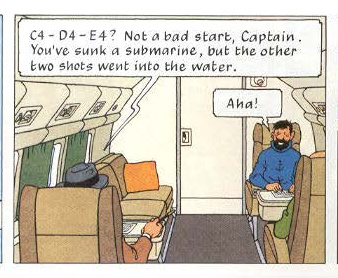 C4 - D4 - E4? Not a bad start, Captain.
You've sunk a submarine, but the other
two shots went into the water.
Aha!